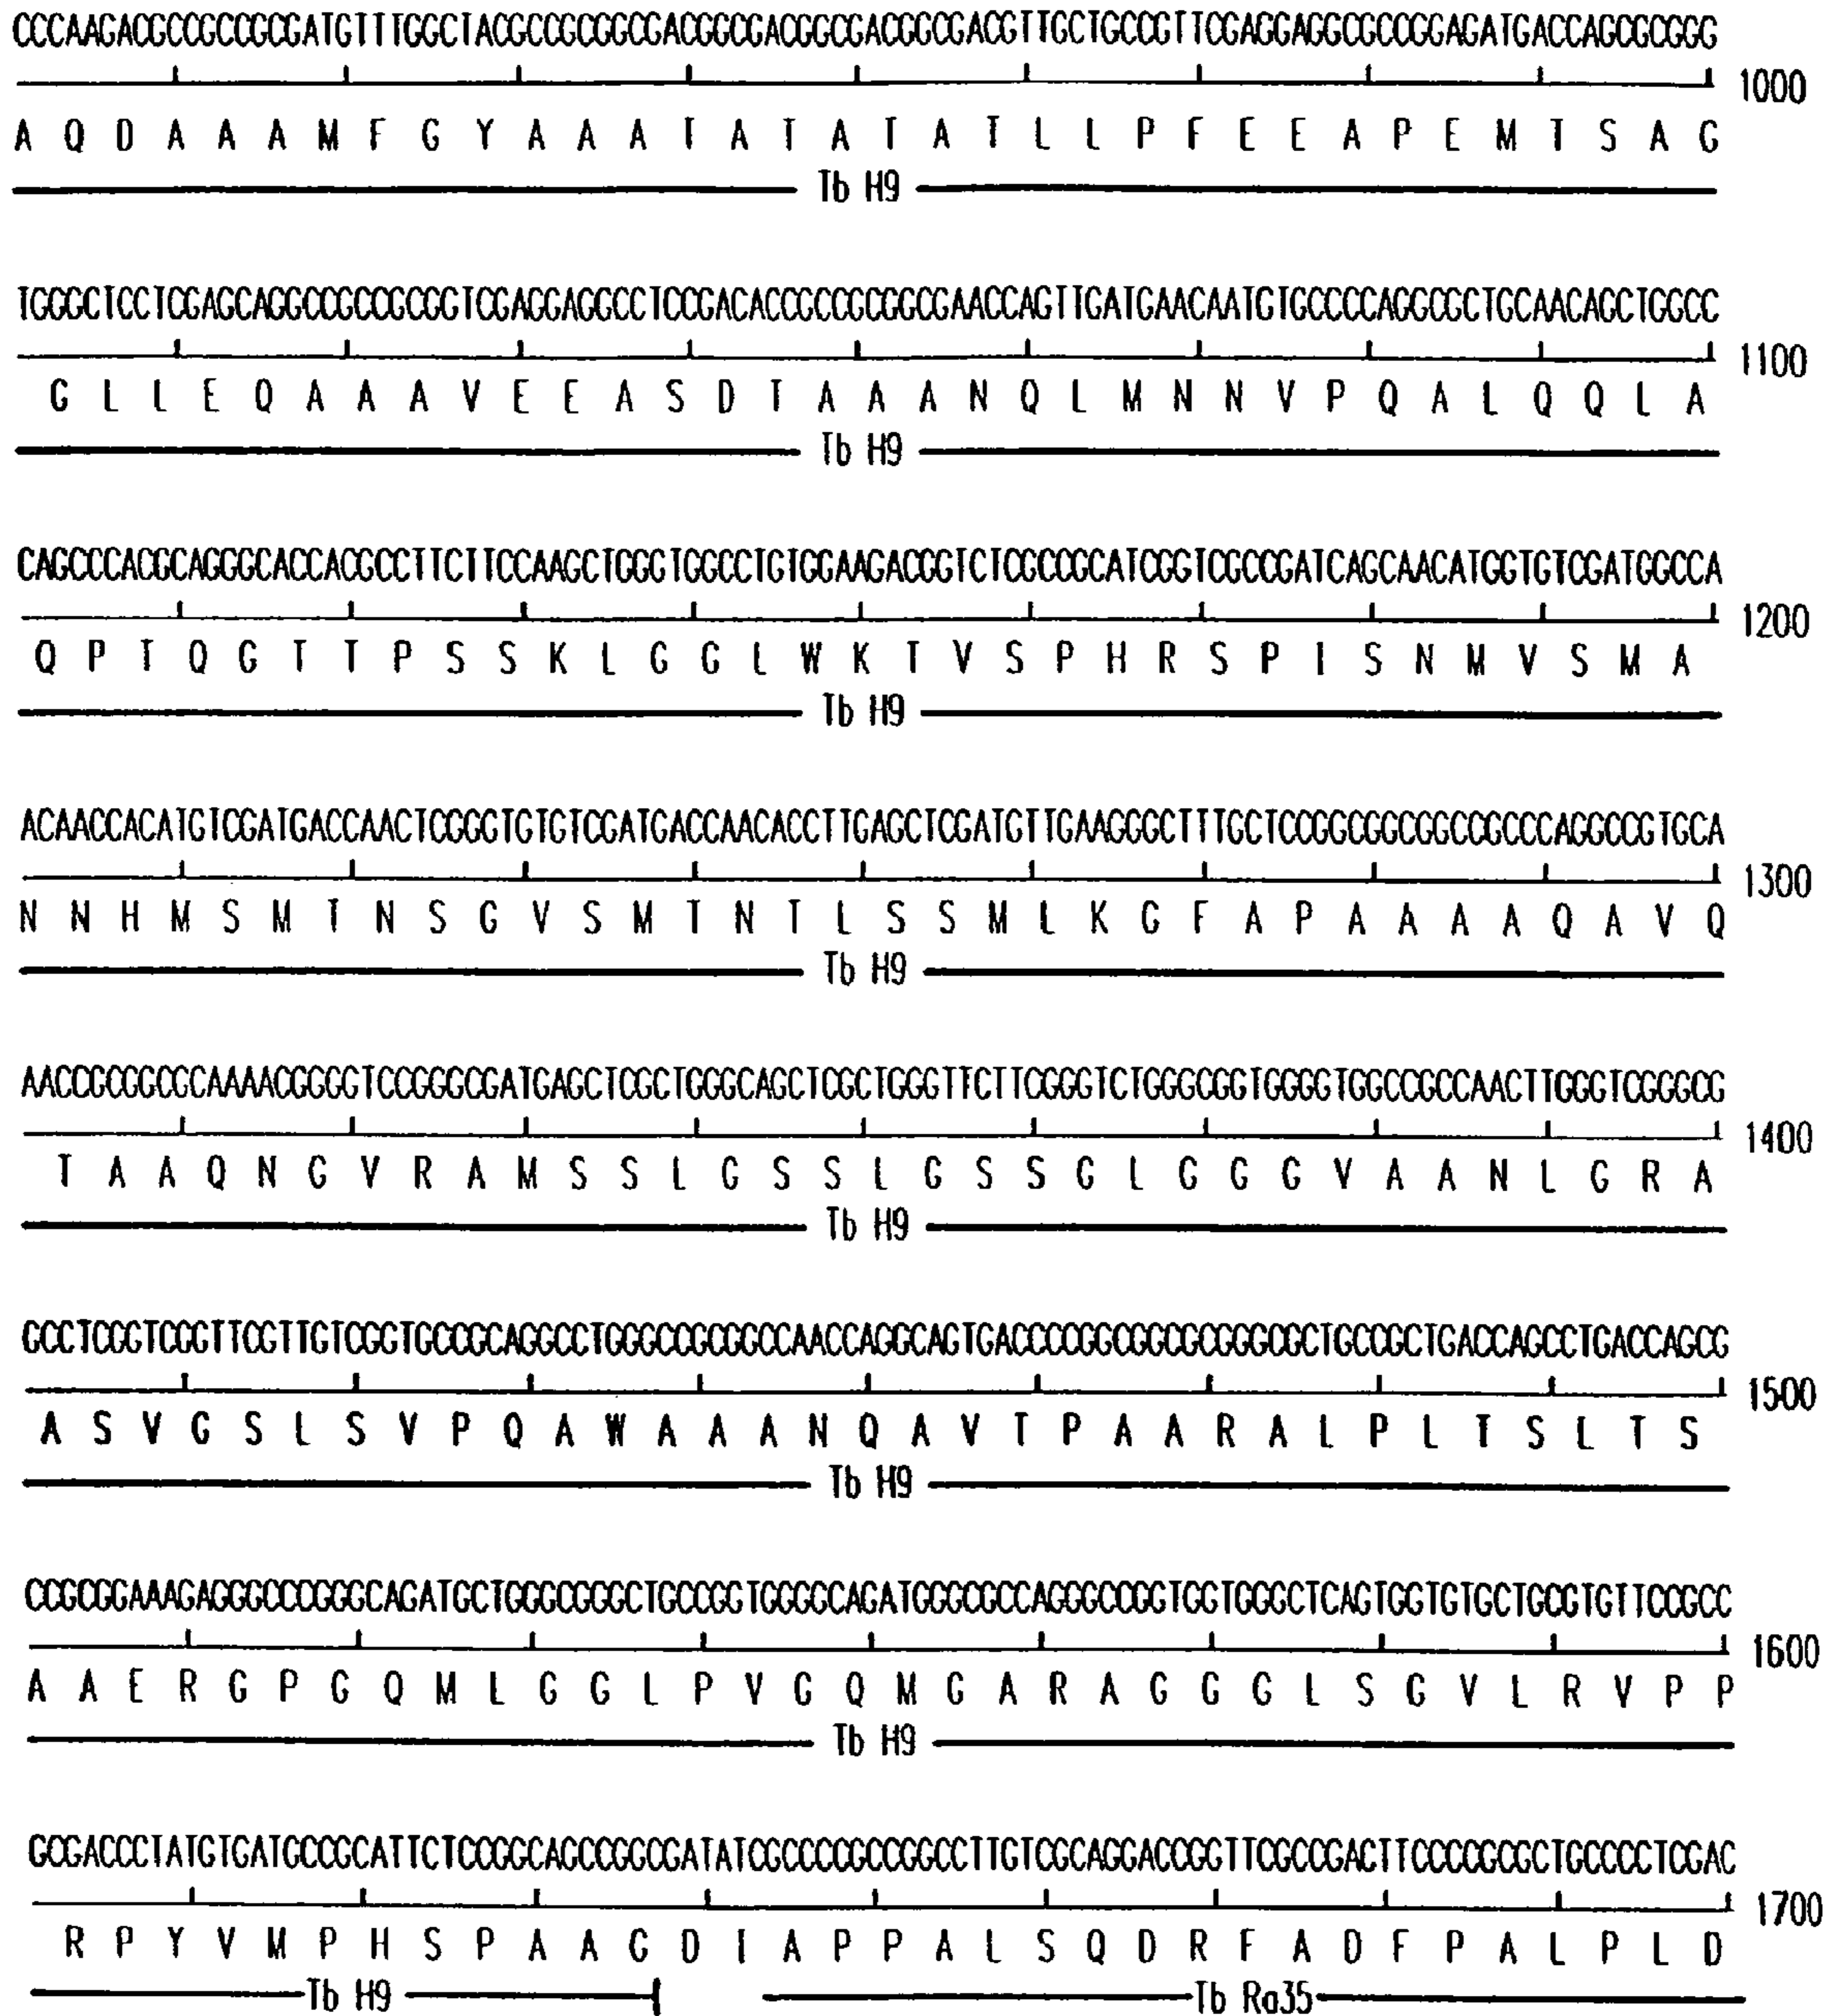 CCCAAGACGCCGCCGCGATGTTTGGCTACGCCGCGGCGACGGCGACGGCGACGGCGACGTTGCTGCCGTTCGAGGAGGCGCCGGAGATGACCAGCGCGGG
1000
A Q D A A A M F G Y A A A T A T A T A T L L P F E E A P E M T S A G
Tb H9
TGGGCTCCTCGAGCAGGCCGCCGCGGTCGAGGAGGCCTCCGACACCGCCGCGGCGAACCAGTTGATGAACAATGTGCCCCAGGCGCTGCAACAGCTGGCC
1100
G L L E Q A A A V E E A S D T A A A N Q L M N N V P Q A L Q Q L A
Tb H9
CAGCCCACGCAGGGCACCACGCCTTCTTCCAAGCTGGGTGGCCTGTGGAAGACGGTCTCGCCGCATCGGTCGCCGATCAGCAACATGGTGTCGATGGCCA
1200
Q P T Q G T T P S S K L G G L W K T V S P H R S P I S N M V S M A
Tb H9
ACAACCACATGTCGATGACCAACTCGGGTGTGTCGATGACCAACACCTTGAGCTCGATGTTGAAGGGCTTTGCTCCGGCGGCGGCCGCCCAGGCCGTGCA
1300
N N H M S M T N S G V S M T N T L S S M L K G F A P A A A A Q A V Q
Tb H9
AACCGCGGCGCAAAACGGGGTCCGGGCGATGAGCTCGCTGGGCAGCTCGCTGGGTTCTTCGGGTCTGGGCGGTGGGGTGGCCGCCAACTTGGGTCGGGCG
1400
T A A Q N G V R A M S S L G S S L G S S G L G G G V A A N L G R A
Tb H9
GCCTCGGTCGGTTCGTTGTCGGTGCCGCAGGCCTGGGCCGCGGCCAACCAGGCAGTGACCCCGGCGGCGCGGGCGCTGCCGCTGACCAGCCTGACCAGCG
1500
A S V G S L S V P Q A W A A A N Q A V T P A A R A L P L T S L T S
Tb H9
CCGCGGAAAGAGGGCCCGGGCAGATGCTGGGCGGGCTGCCGGTGGGGCAGATGGGCGCCAGGGCCGGTGGTGGGCTCAGTGGTGTGCTGCGTGTTCCGCC
1600
A A E R G P G Q M L G G L P V G Q M G A R A G G G L S G V L R V P P
Tb H9
GCGACCCTATGTGATGCCGCATTCTCCGGCAGCCGGCGATATCGCCCCGCCGGCCTTGTCGCAGGACCGGTTCGCCGACTTCCCCGCGCTGCCCCTCGAC
1700
R P Y V M P H S P A A G D I A P P A L S Q D R F A D F P A L P L D
Tb H9 Tb Ra35